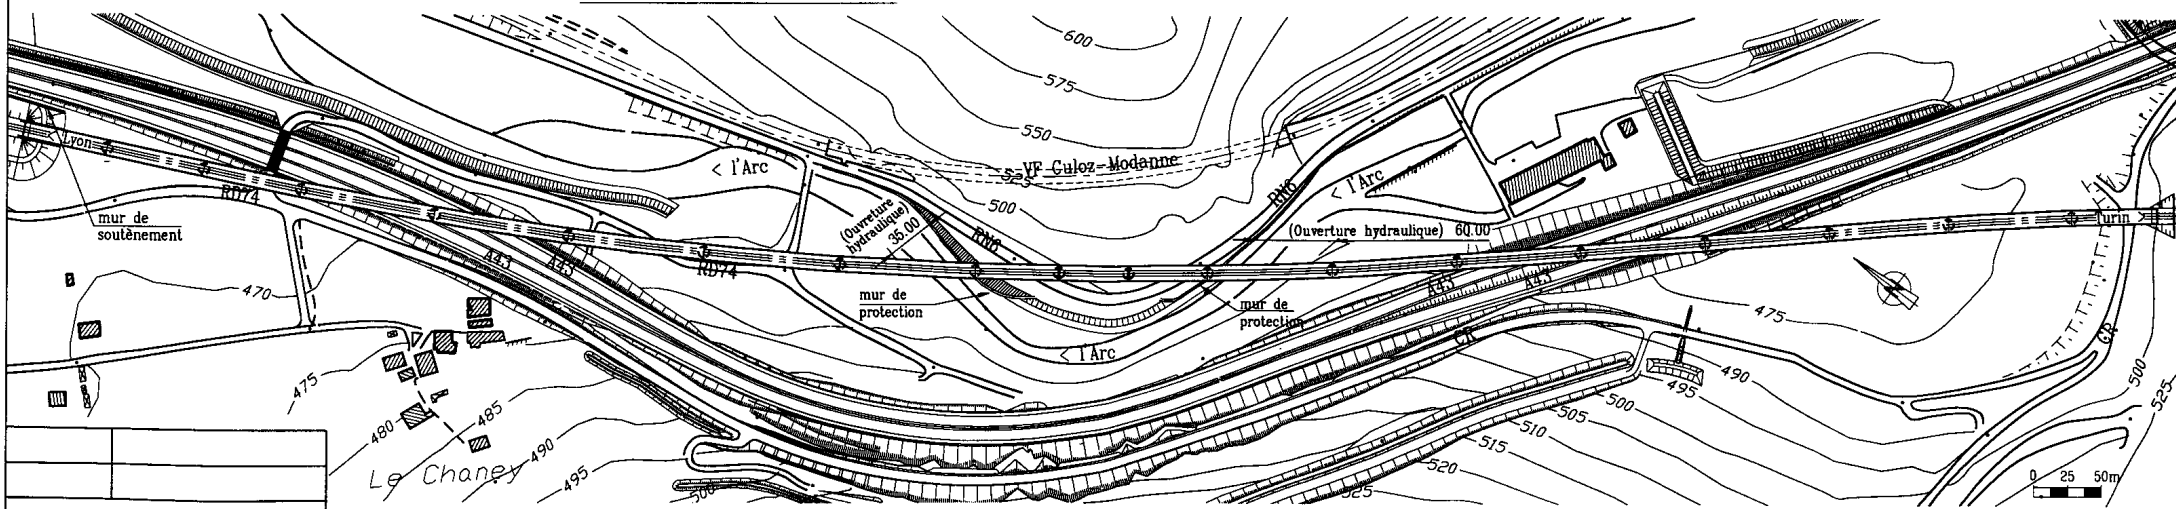 600
575
550
525
500
VF Culoz-Modanne
Lyon
RD74
mur de
soutènement
< l'Arc
(Ouvreture
hydraulique)
35.00
RN6
RN6
< l'Arc
(Ouverture hydraulique) 60.00
Turin >
A43
A43
RD74
mur de
protection
mur de
protection
A43
A43
< l'Arc
CR
CR
470
475
480
485
490
495
500
Le Chaney
475
490
495
500
505
510
515
520
525
500
525
0 25 50m